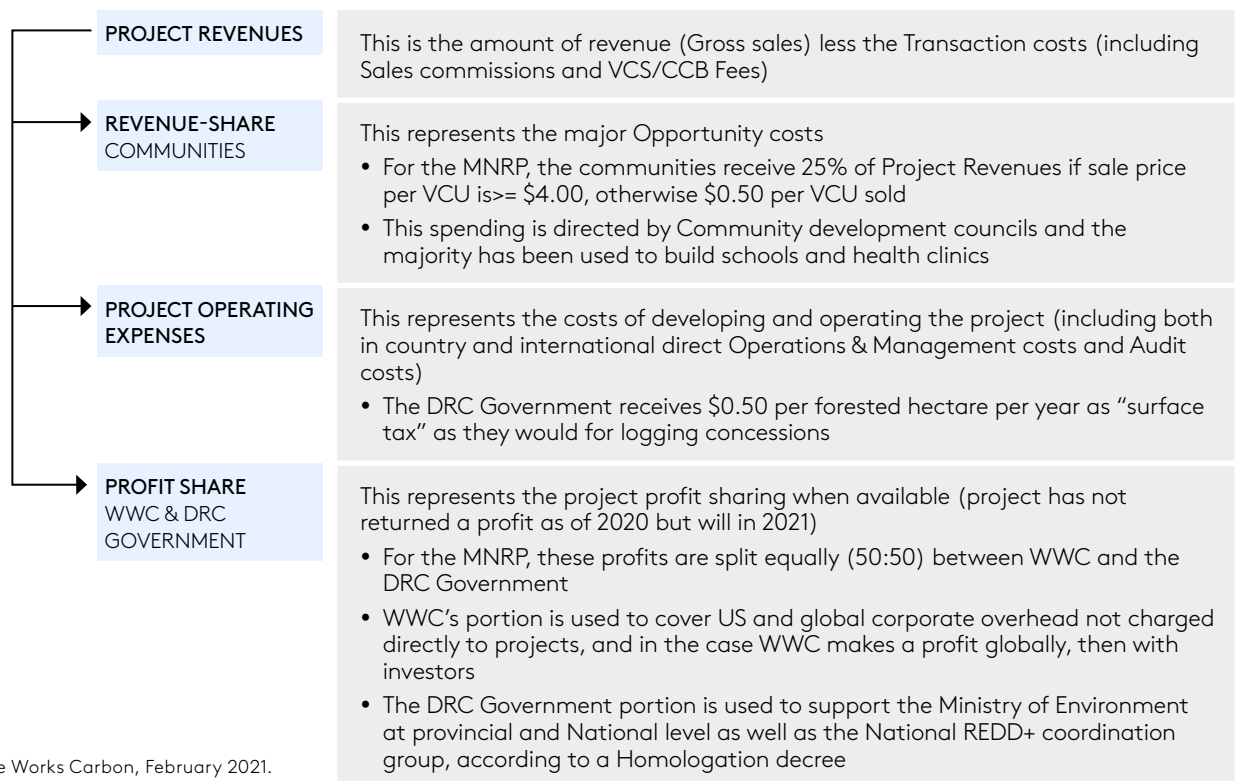 PROJECT REVENUES
This is the amount of revenue (Gross sales) less the Transaction costs (including
Sales commissions and VCS/CCB Fees)
REVENUE-SHARE
COMMUNITIES
This represents the major Opportunity costs
• For the MNRP, the communities receive 25% of Project Revenues if sale price
per VCU is>= $4.00, otherwise $0.50 per VCU sold
• This spending is directed by Community development councils and the
majority has been used to build schools and health clinics
PROJECT OPERATING
EXPENSES
This represents the costs of developing and operating the project (including both
in country and international direct Operations & Management costs and Audit
costs)
• The DRC Government receives $0.50 per forested hectare per year as “surface
tax” as they would for logging concessions
PROFIT SHARE
WWC & DRC
GOVERNMENT
This represents the project profit sharing when available (project has not
returned a profit as of 2020 but will in 2021)
• For the MNRP, these profits are split equally (50:50) between WWC and the
DRC Government
• WWC’s portion is used to cover US and global corporate overhead not charged
directly to projects, and in the case WWC makes a profit globally, then with
investors
• The DRC Government portion is used to support the Ministry of Environment
at provincial and National level as well as the National REDD+ coordination
group, according to a Homologation decree
Works Carbon, February 2021.